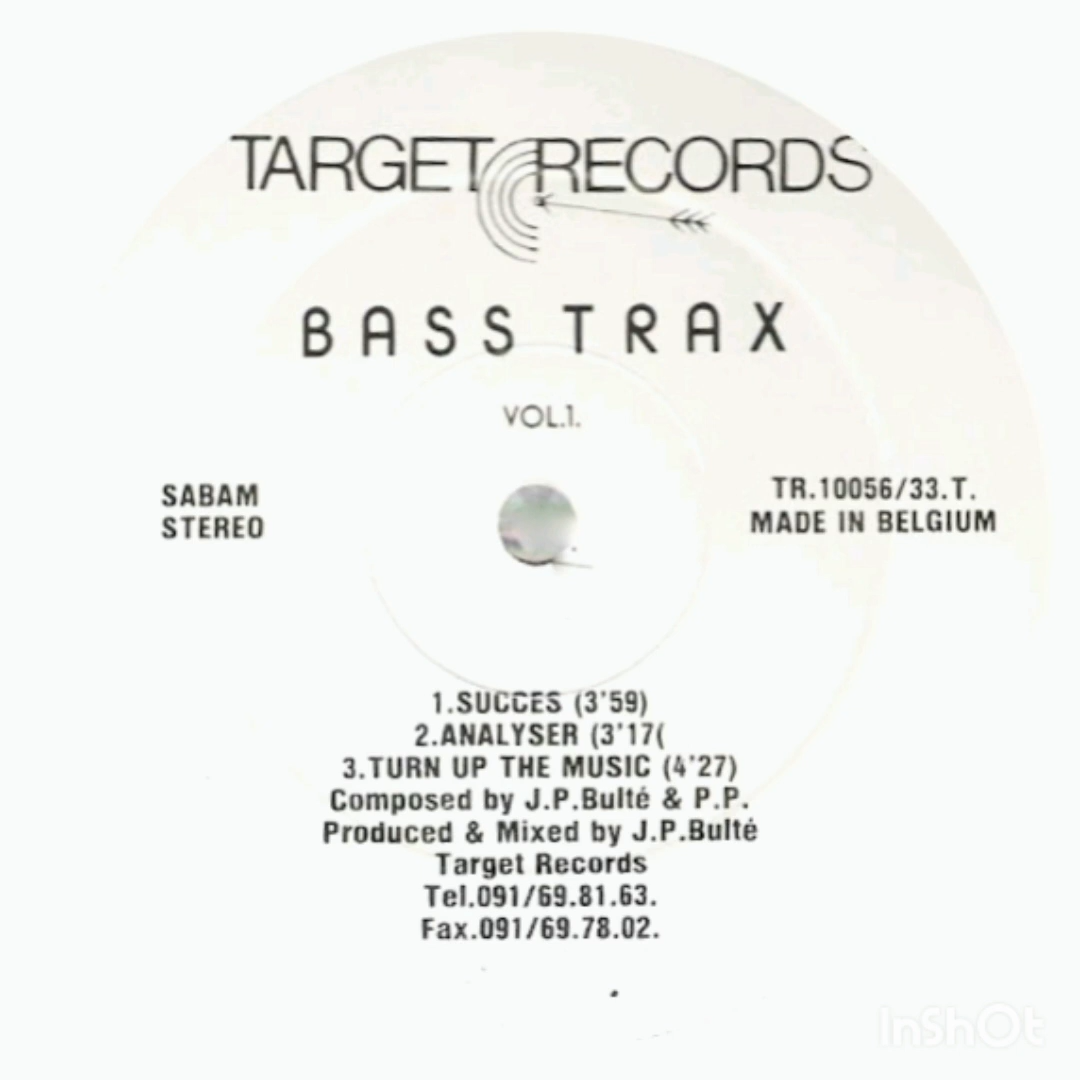 TARGET RECORDS
BASS TRAX
VOL.1.
SABAM
STEREO
TR.10056/33.T.
MADE IN BELGIUM
1.SUCCES (3'59)
2.ANALYSER (3'17(
3.TURN UP THE MUSIC (4'27)
Composed by J.P.Bulté & P.P.
Produced & Mixed by J.P.Bulté
Target Records
Tel.091/69.81.63.
Fax.091/69.78.02.
InShOt